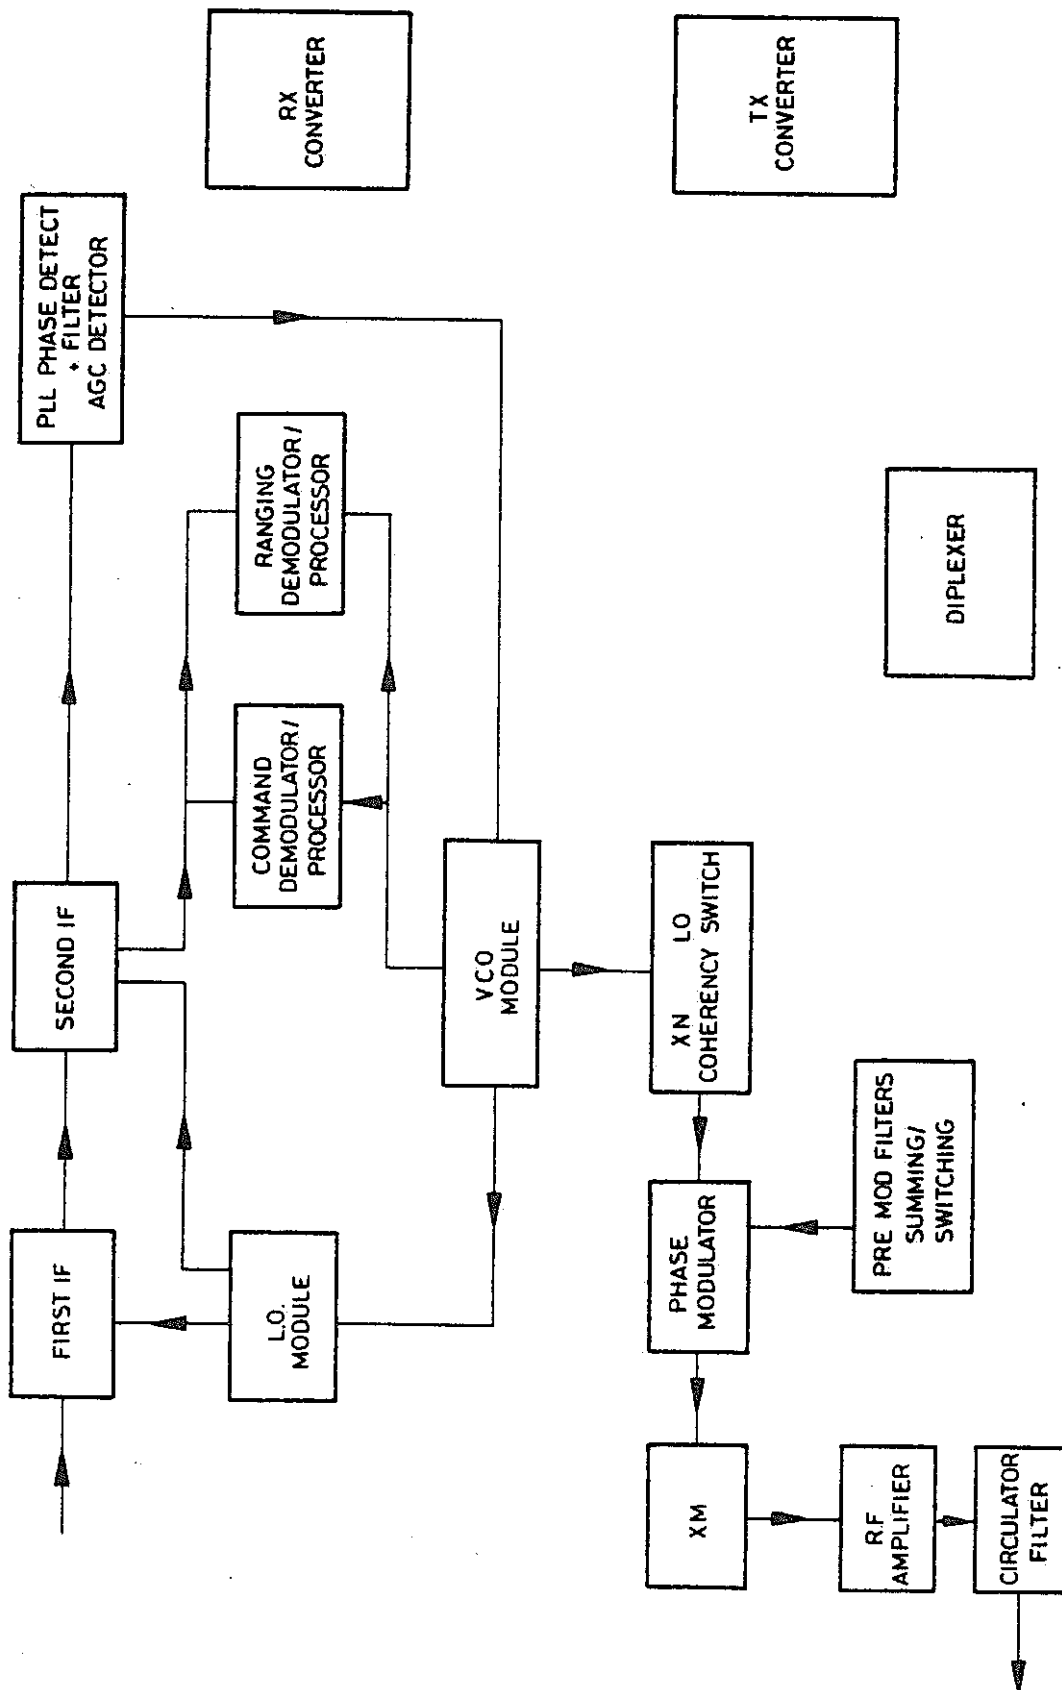 FIRST IF
SECOND IF
PLL PHASE DETECT
+ FILTER
AGC DETECTOR
L.O.
MODULE
COMMAND
DEMODULATOR/
PROCESSOR
RANGING
DEMODULATOR/
PROCESSOR
RX
CONVERTER
VCO
MODULE
XM
PHASE
MODULATOR
XN LO
COHERENCY SWITCH
TX
CONVERTER
R.F
AMPLIFIER
PRE MOD FILTERS
SUMMING/
SWITCHING
DIPLEXER
CIRCULATOR
FILTER